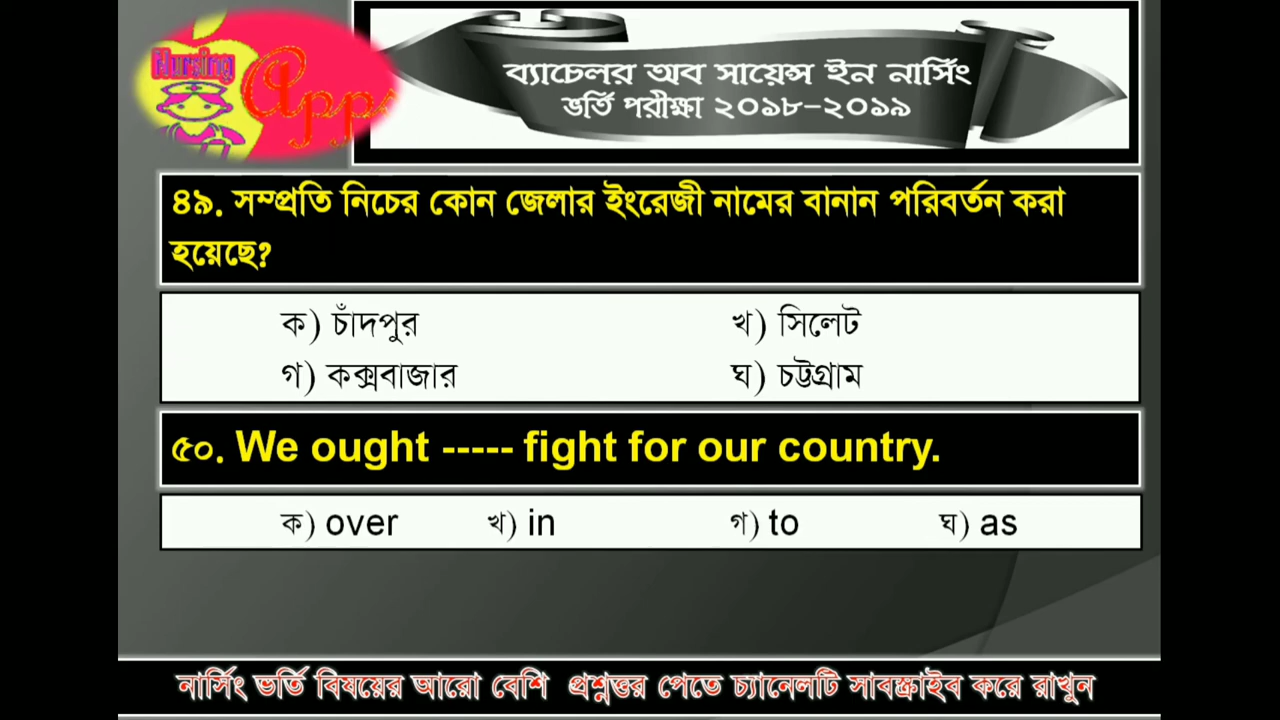 Nursing
Apps
ব্যাচেলর অব সায়েন্স ইন নার্সিং
ভর্তি পরীক্ষা ২০১৮-২০১৯
৪৯. সম্প্রতি নিচের কোন জেলার ইংরেজী নামের বানান পরিবর্তন করা
হয়েছে?
ক) চাঁদপুর খ) সিলেট
গ) কক্সবাজার ঘ) চট্টগ্রাম
৫০. We ought ----- fight for our country.
ক) over খ) in গ) to ঘ) as
নার্সিং ভর্তি বিষয়ের আরো বেশি প্রশ্নত্তর পেতে চ্যানেলটি সাবস্ক্রাইব করে রাখুন